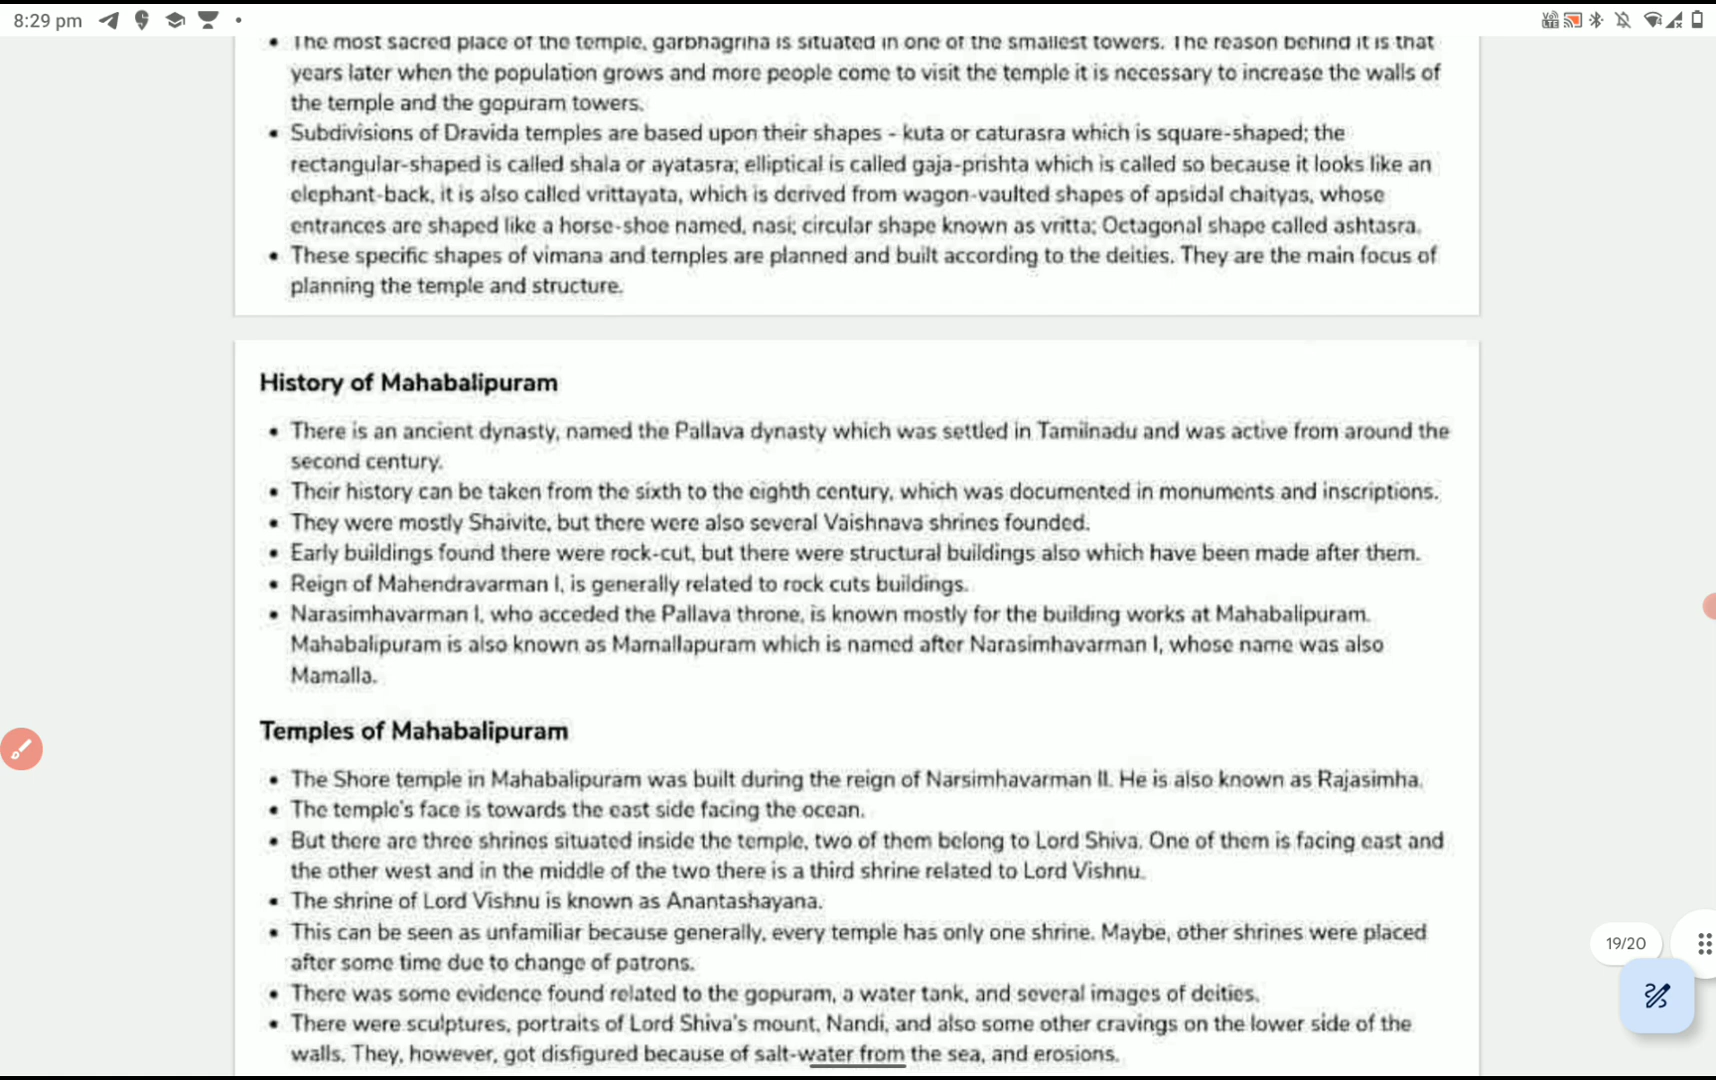 8:29 pm
The most sacred place of the temple, garbhagriha is situated in one of the smallest towers. The reason behind it is that
years later when the population grows and more people come to visit the temple it is necessary to increase the walls of
the temple and the gopuram towers.
Subdivisions of Dravida temples are based upon their shapes - kuta or caturasra which is square-shaped; the
rectangular-shaped is called shala or ayatasra; elliptical is called gaja-prishta which is called so because it looks like an
elephant-back, it is also called vrittayata, which is derived from wagon-vaulted shapes of apsidal chaityas, whose
entrances are shaped like a horse-shoe named, nasi; circular shape known as vritta; Octagonal shape called ashtasra.
These specific shapes of vimana and temples are planned and built according to the deities. They are the main focus of
planning the temple and structure.
History of Mahabalipuram
There is an ancient dynasty, named the Pallava dynasty which was settled in Tamilnadu and was active from around the
second century.
Their history can be taken from the sixth to the eighth century, which was documented in monuments and inscriptions.
They were mostly Shaivite, but there were also several Vaishnava shrines founded.
Early buildings found there were rock-cut, but there were structural buildings also which have been made after them.
Reign of Mahendravarman I, is generally related to rock cuts buildings.
Narasimhavarman I, who acceded the Pallava throne, is known mostly for the building works at Mahabalipuram.
Mahabalipuram is also known as Mamallapuram which is named after Narasimhavarman I, whose name was also
Mamalla.
Temples of Mahabalipuram
The Shore temple in Mahabalipuram was built during the reign of Narsimhavarman II. He is also known as Rajasimha.
The temple's face is towards the east side facing the ocean.
But there are three shrines situated inside the temple, two of them belong to Lord Shiva. One of them is facing east and
the other west and in the middle of the two there is a third shrine related to Lord Vishnu.
The shrine of Lord Vishnu is known as Anantashayana.
This can be seen as unfamiliar because generally, every temple has only one shrine. Maybe, other shrines were placed
after some time due to change of patrons.
There was some evidence found related to the gopuram, a water tank, and several images of deities.
There were sculptures, portraits of Lord Shiva's mount, Nandi, and also some other cravings on the lower side of the
walls. They, however, got disfigured because of salt-water from the sea, and erosions.
19/20